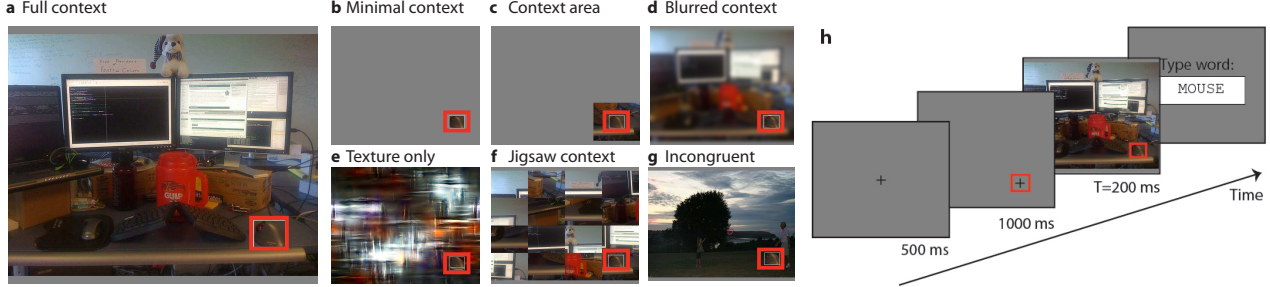 a Full context
b Minimal context
c Context area
d Blurred context
e Texture only
f Jigsaw context
g Incongruent
h
500 ms
1000 ms
T=200 ms
Type word:
MOUSE
Time
GULP